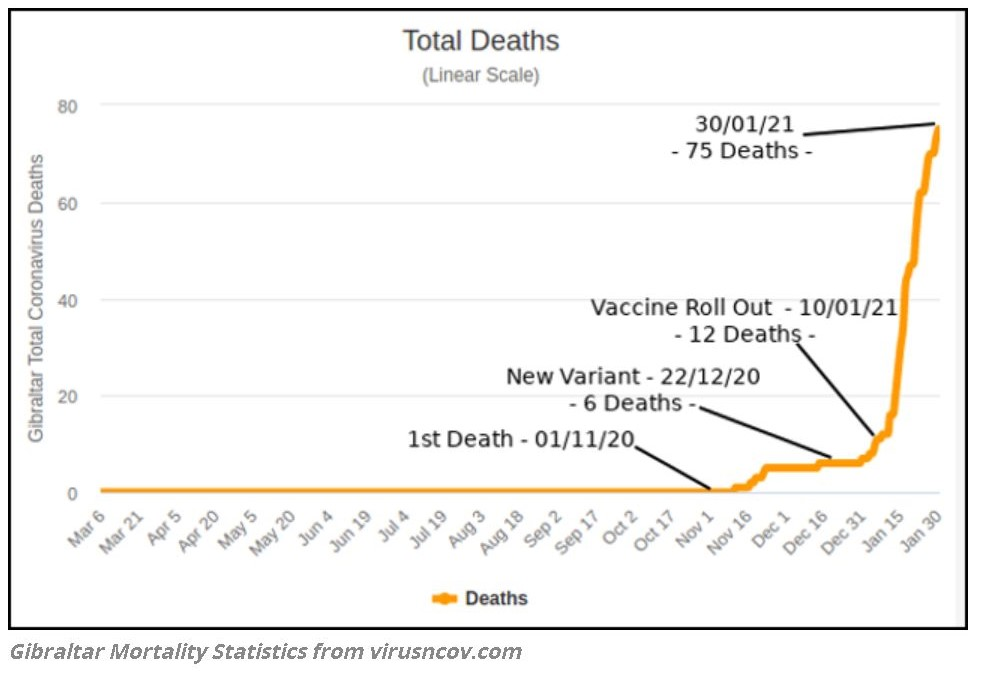 Total Deaths
(Linear Scale)
Gibraltar Total Coronavirus Deaths
80
60
40
20
0
30/01/21
- 75 Deaths -
Vaccine Roll Out - 10/01/21
- 12 Deaths -
New Variant - 22/12/20
- 6 Deaths -
1st Death - 01/11/20
Mar 6
Mar 21
Apr 5
Apr 20
May 5
May 20
Jun 4
Jun 19
Jul 4
Jul 19
Aug 3
Aug 18
Sep 2
Sep 17
Oct 2
Oct 17
Nov 1
Nov 16
Dec 1
Dec 16
Dec 31
Jan 15
Jan 30
Deaths
Gibraltar Mortality Statistics from virusncov.com